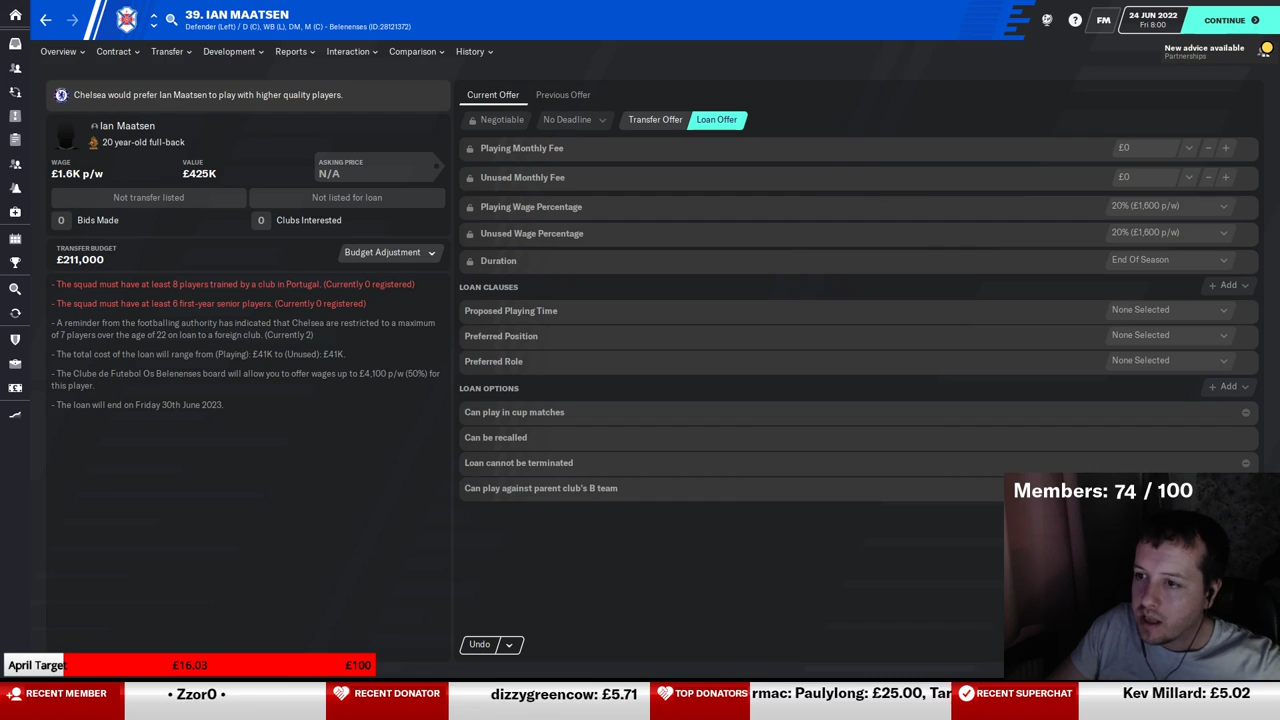 39. IAN MAATSEN
Defender (Left) / D (C), WB (L), DM, M (C) - Belenenses (ID:28121372)
FM
24 JUN 2022
Fri 8:00
CONTINUE
Overview
Contract
Transfer
Development
Reports
Interaction
Comparison
History
New advice available
Partnerships
Chelsea would prefer Ian Maatsen to play with higher quality players.
Ian Maatsen
20 year-old full-back
WAGE
£1.6K p/w
VALUE
£425K
ASKING PRICE
N/A
Not transfer listed
Not listed for loan
0 Bids Made
0 Clubs Interested
TRANSFER BUDGET
£211,000
Budget Adjustment
- The squad must have at least 8 players trained by a club in Portugal. (Currently 0 registered)
- The squad must have at least 6 first-year senior players. (Currently 0 registered)
- A reminder from the footballing authority has indicated that Chelsea are restricted to a maximum
of 7 players over the age of 22 on loan to a foreign club. (Currently 2)
- The total cost of the loan will range from (Playing): £41K to (Unused): £41K.
- The Clube de Futebol Os Belenenses board will allow you to offer wages up to £4,100 p/w (50%) for
this player.
- The loan will end on Friday 30th June 2023.
Current Offer
Previous Offer
Negotiable
No Deadline
Transfer Offer
Loan Offer
Playing Monthly Fee £0
Unused Monthly Fee £0
Playing Wage Percentage 20% (£1,600 p/w)
Unused Wage Percentage 20% (£1,600 p/w)
Duration End Of Season
LOAN CLAUSES + Add
Proposed Playing Time None Selected
Preferred Position None Selected
Preferred Role None Selected
LOAN OPTIONS + Add
Can play in cup matches
Can be recalled
Loan cannot be terminated
Can play against parent club's B team
Undo
Members: 74 / 100
April Target £16.03 £100
RECENT MEMBER
• Zzor0 •
RECENT DONATOR
dizzygreencow: £5.71
TOP DONATORS
rmac: Paulylong: £25.00, Tar
RECENT SUPERCHAT
Kev Millard: £5.02